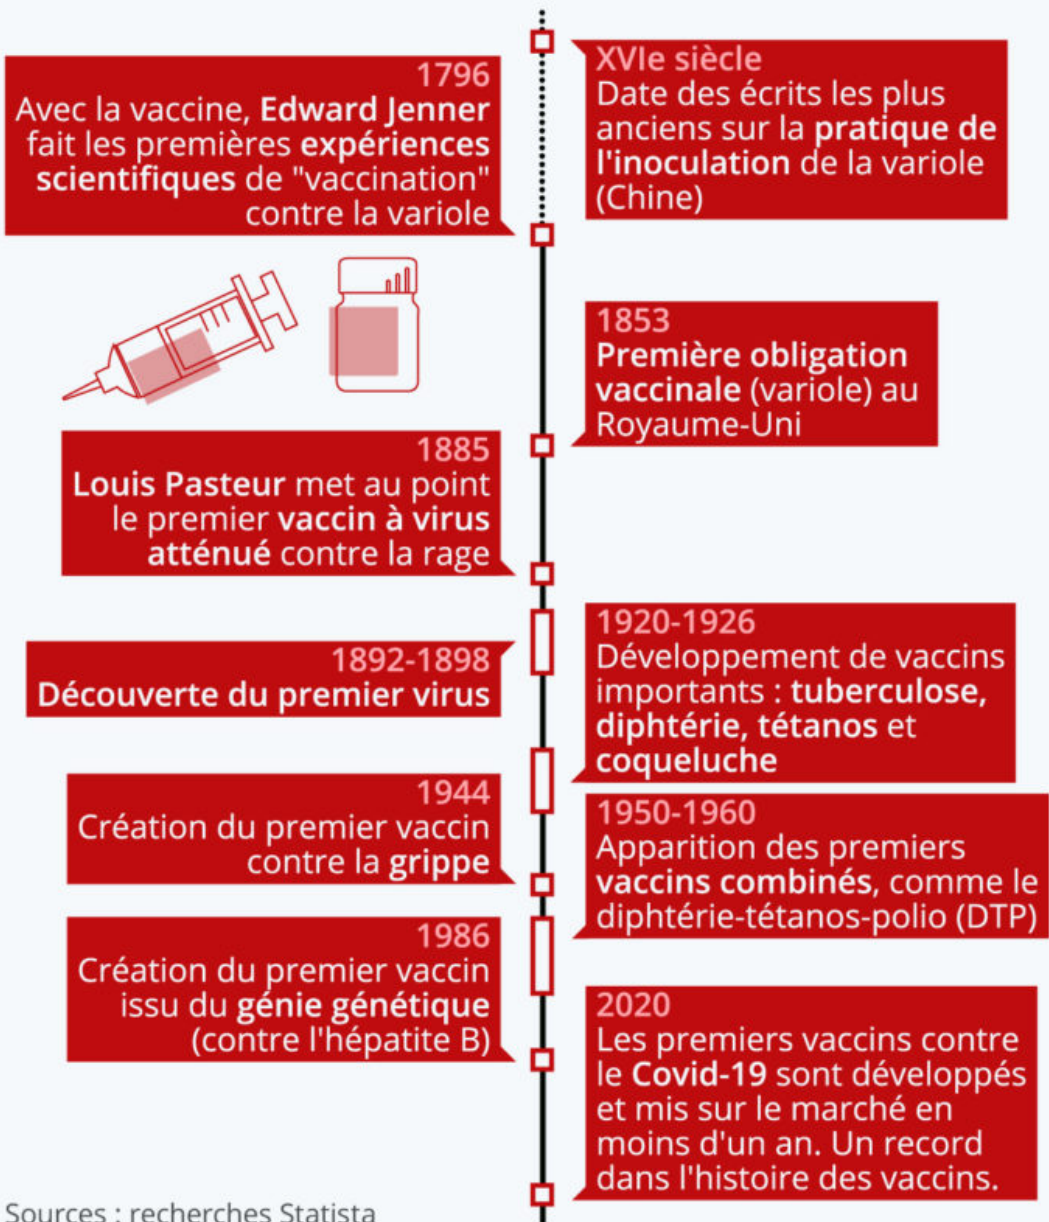 XVIe siècle
Date des écrits les plus
anciens sur la pratique de
l'inoculation de la variole
(Chine)
1796
Avec la vaccine, Edward Jenner
fait les premières expériences
scientifiques de "vaccination"
contre la variole
1853
Première obligation
vaccinale (variole) au
Royaume-Uni
1885
Louis Pasteur met au point
le premier vaccin à virus
atténué contre la rage
1892-1898
Découverte du premier virus
1920-1926
Développement de vaccins
importants : tuberculose,
diphtérie, tétanos et
coqueluche
1944
Création du premier vaccin
contre la grippe
1950-1960
Apparition des premiers
vaccins combinés, comme le
diphtérie-tétanos-polio (DTP)
1986
Création du premier vaccin
issu du génie génétique
(contre l'hépatite B)
2020
Les premiers vaccins contre
le Covid-19 sont développés
et mis sur le marché en
moins d'un an. Un record
dans l'histoire des vaccins.
Sources : recherches Statista